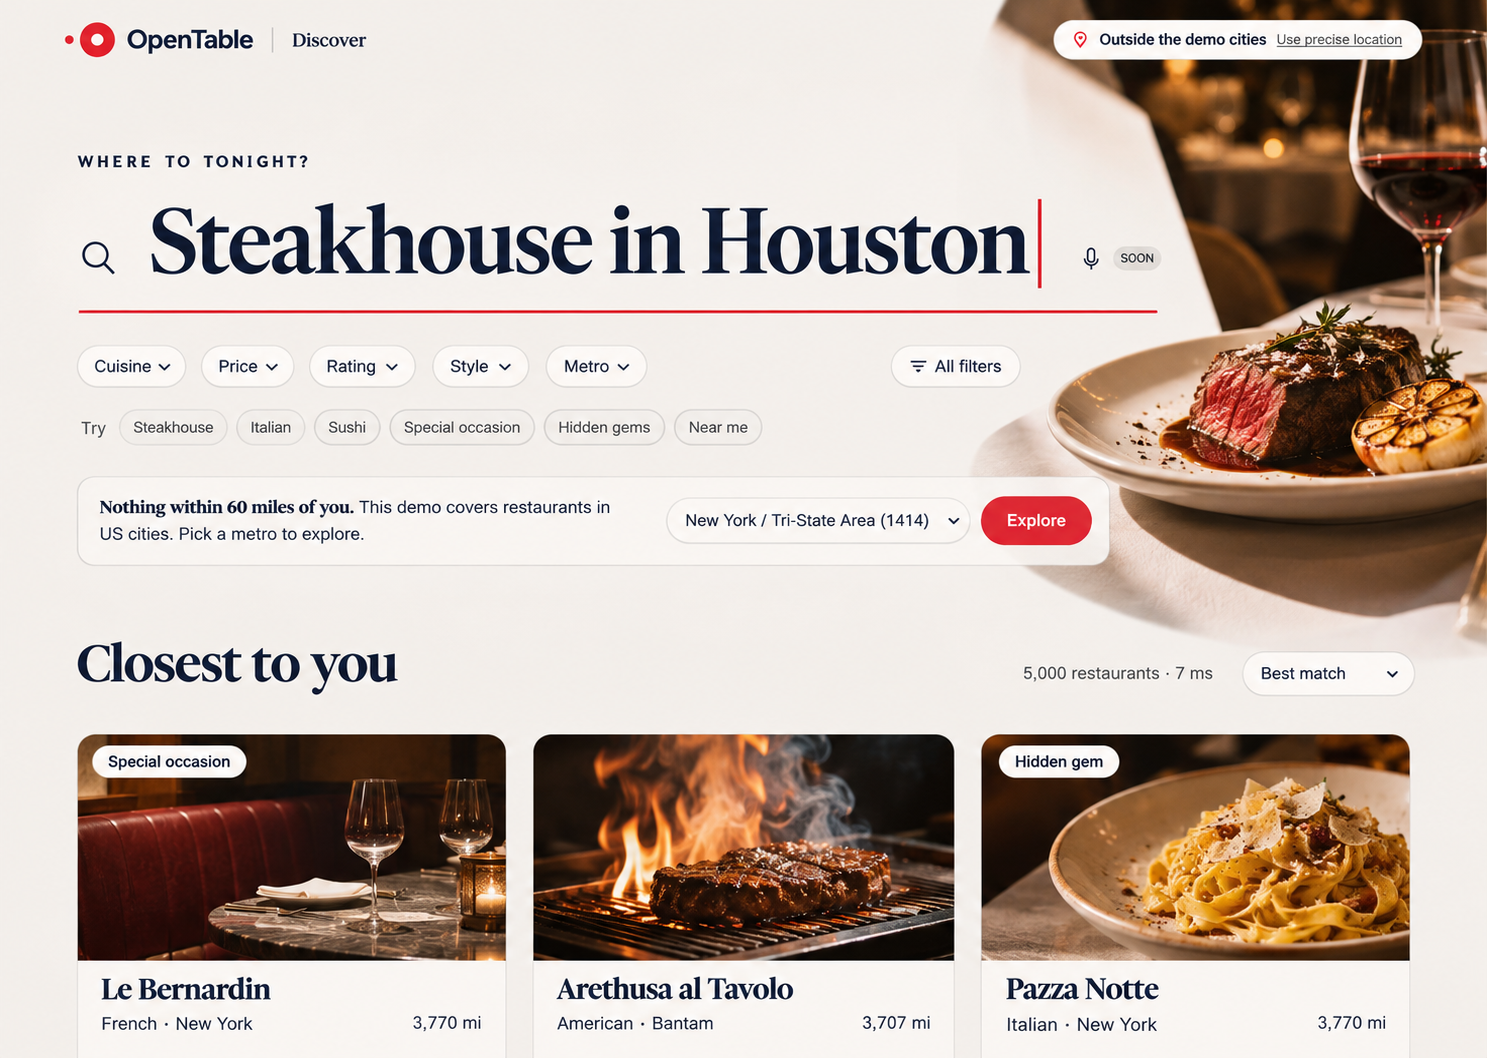 OpenTable
Discover
Outside the demo cities Use precise location
WHERE TO TONIGHT?
Steakhouse in Houston
SOON
Cuisine
Price
Rating
Style
Metro
All filters
Try
Steakhouse
Italian
Sushi
Special occasion
Hidden gems
Near me
Nothing within 60 miles of you. This demo covers restaurants in
US cities. Pick a metro to explore.
New York / Tri-State Area (1414)
Explore
Closest to you
5,000 restaurants · 7 ms
Best match
Special occasion
Le Bernardin
French · New York
3,770 mi
Arethusa al Tavolo
American · Bantam
3,707 mi
Hidden gem
Pazza Notte
Italian · New York
3,770 mi